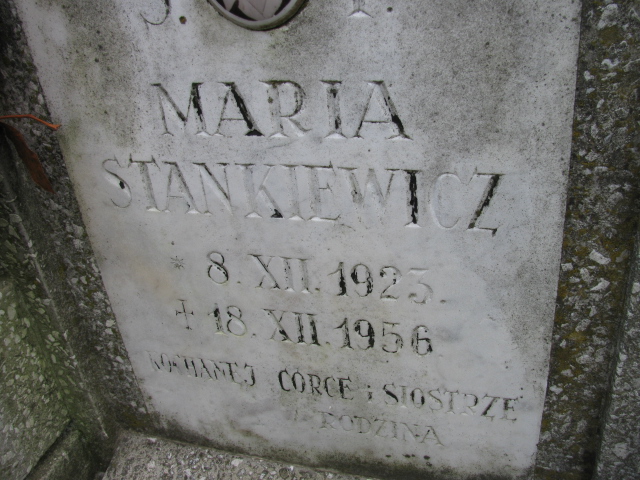 MARIA
STANKIEWICZ
* 8.XII.1923.
+ 18.XII.1956
KOCHANEJ CÓRCE i SIOSTRZE
RODZINA